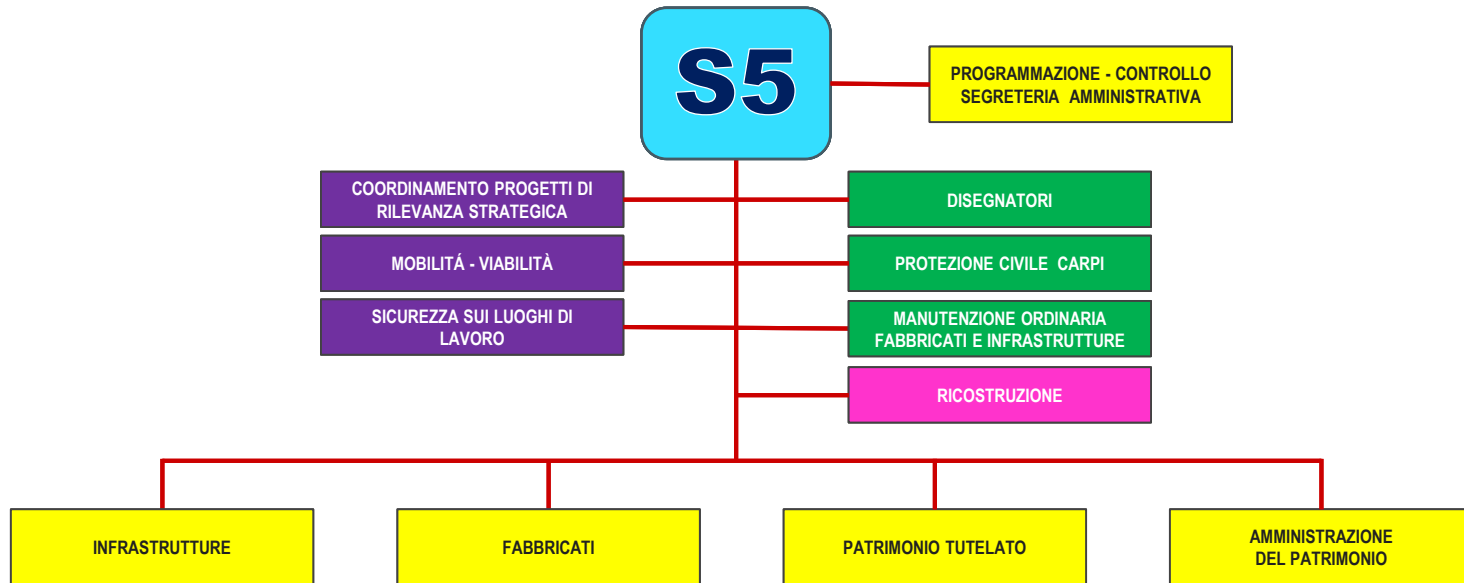 S5
PROGRAMMAZIONE - CONTROLLO
SEGRETERIA AMMINISTRATIVA
COORDINAMENTO PROGETTI DI
RILEVANZA STRATEGICA
DISEGNATORI
MOBILITÁ - VIABILITÀ
PROTEZIONE CIVILE CARPI
SICUREZZA SUI LUOGHI DI
LAVORO
MANUTENZIONE ORDINARIA
FABBRICATI E INFRASTRUTTURE
RICOSTRUZIONE
INFRASTRUTTURE
FABBRICATI
PATRIMONIO TUTELATO
AMMINISTRAZIONE
DEL PATRIMONIO